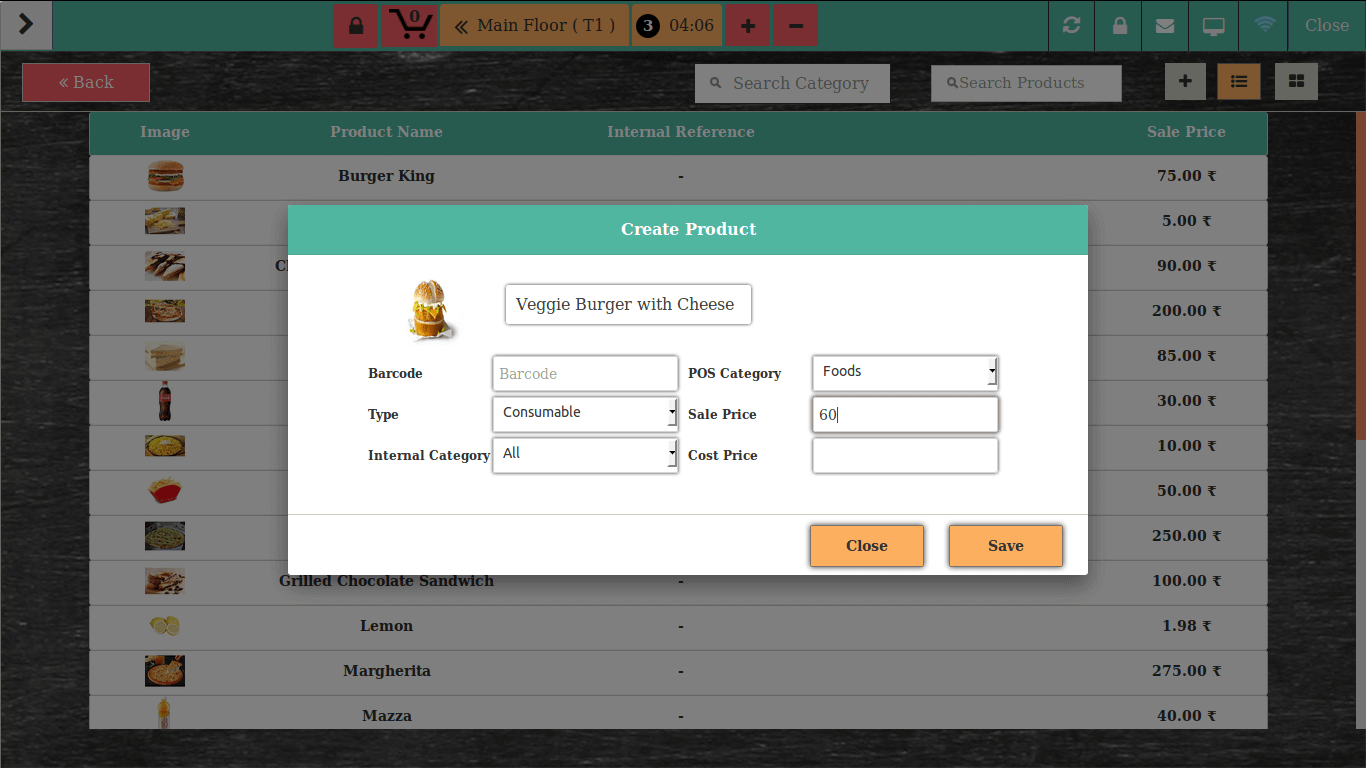 0
Main Floor ( T1 )
3 04:06
Close
Back
Search Category
Search Products
Image Product Name Internal Reference Sale Price
Burger King - 75.00 ₹
5.00 ₹
90.00 ₹
200.00 ₹
85.00 ₹
30.00 ₹
10.00 ₹
50.00 ₹
250.00 ₹
Create Product
Veggie Burger with Cheese
Barcode Barcode POS Category Foods
Type Consumable Sale Price 60
Internal Category All Cost Price
Close Save
Grilled Chocolate Sandwich - 100.00 ₹
Lemon - 1.98 ₹
Margherita - 275.00 ₹
Mazza - 40.00 ₹